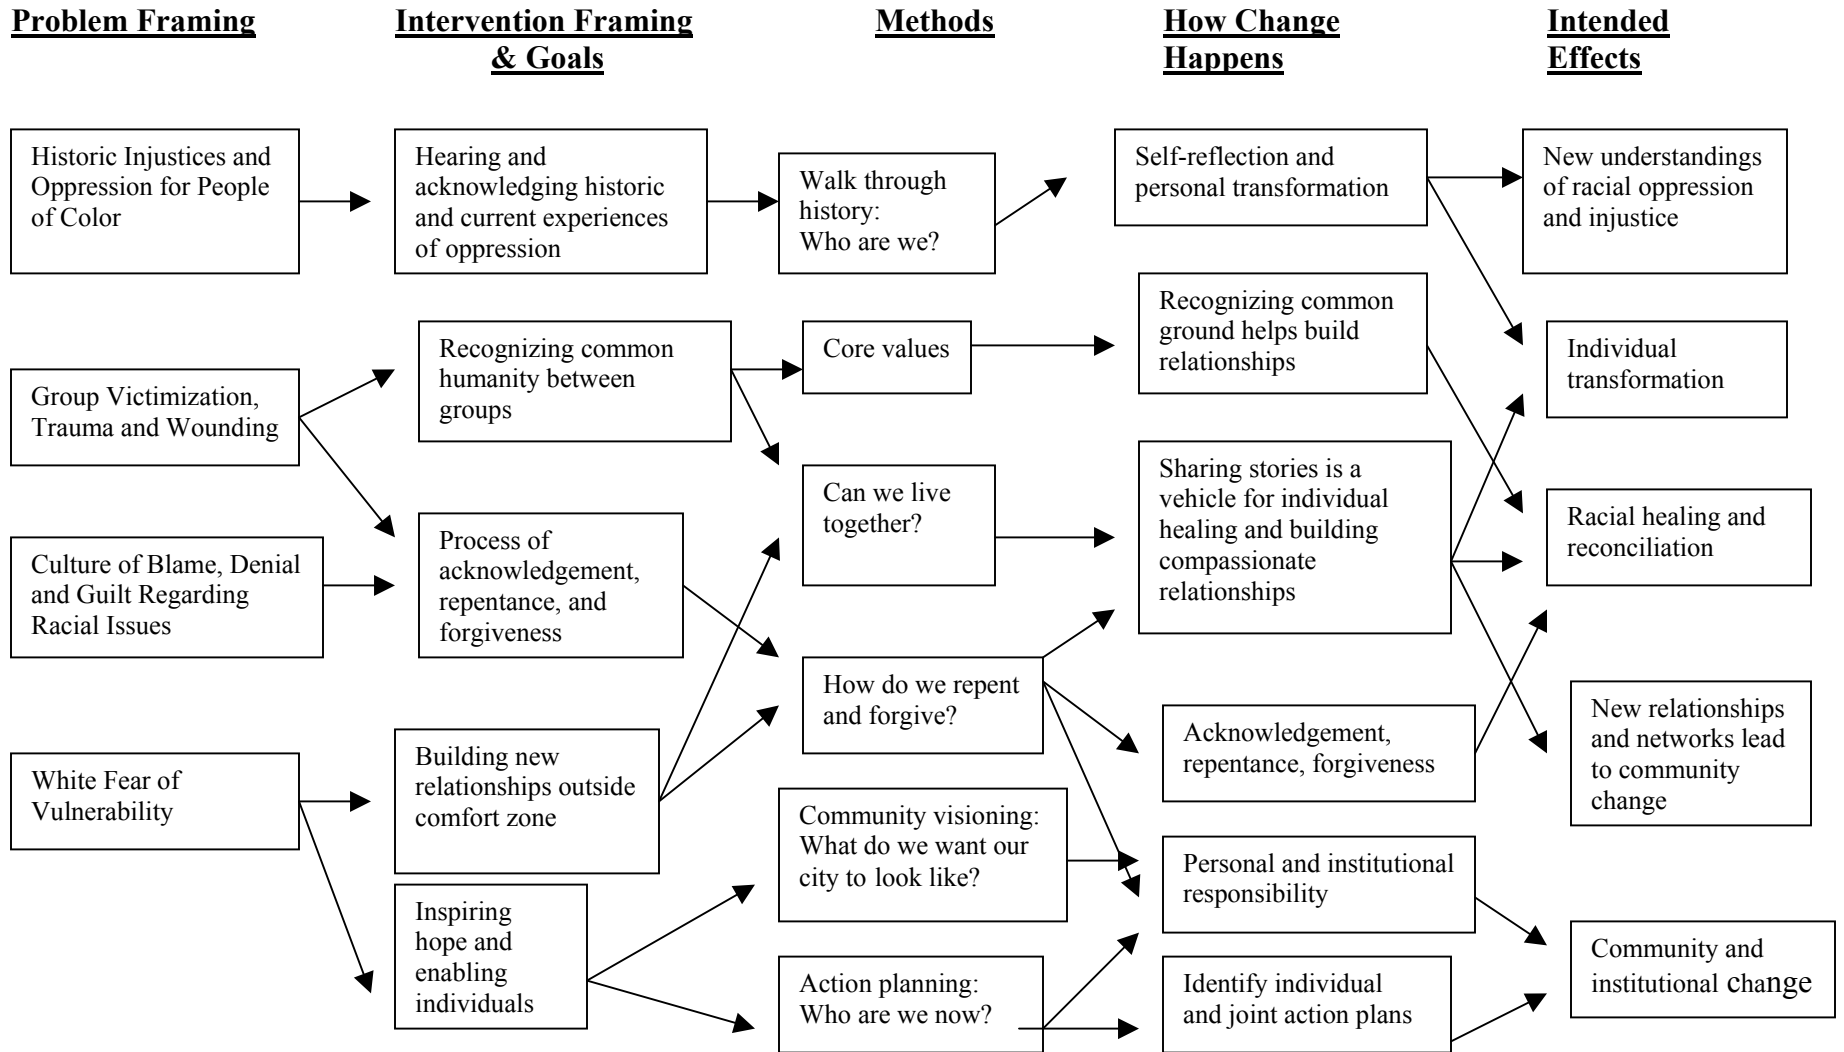 Problem Framing
Intervention Framing
& Goals
Methods
How Change
Happens
Intended
Effects
Historic Injustices and
Oppression for People
of Color
Group Victimization,
Trauma and Wounding
Culture of Blame, Denial
and Guilt Regarding
Racial Issues
White Fear of
Vulnerability
Hearing and
acknowledging historic
and current experiences
of oppression
Recognizing common
humanity between
groups
Process of
acknowledgement,
repentance, and
forgiveness
Building new
relationships outside
comfort zone
Inspiring
hope and
enabling
individuals
Walk through
history:
Who are we?
Core values
Can we live
together?
How do we repent
and forgive?
Community visioning:
What do we want our
city to look like?
Action planning:
Who are we now?
Self-reflection and
personal transformation
Recognizing common
ground helps build
relationships
Sharing stories is a
vehicle for individual
healing and building
compassionate
relationships
Acknowledgement,
repentance, forgiveness
Personal and institutional
responsibility
Identify individual
and joint action plans
New understandings
of racial oppression
and injustice
Individual
transformation
Racial healing and
reconciliation
New relationships
and networks lead
to community
change
Community and
institutional change